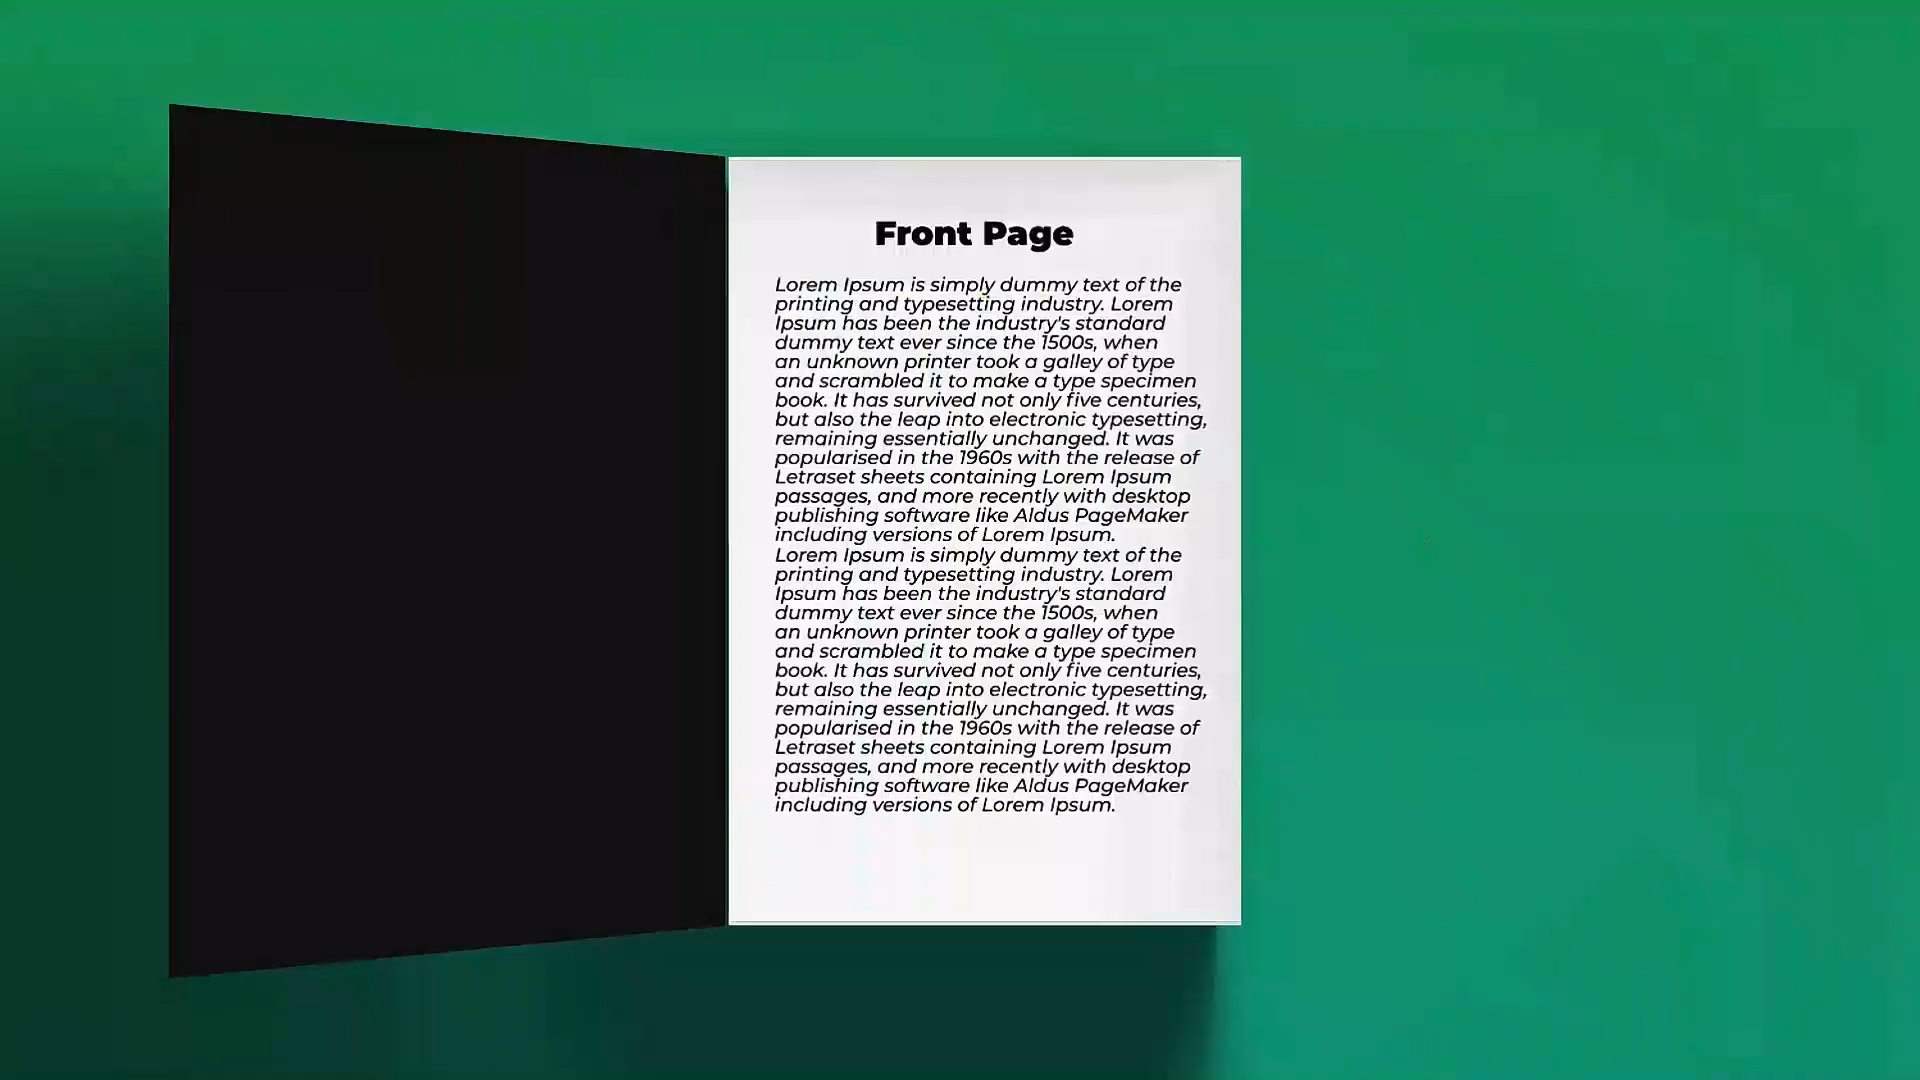 Front Page
Lorem Ipsum is simply dummy text of the
printing and typesetting industry. Lorem
Ipsum has been the industry's standard
dummy text ever since the 1500s, when
an unknown printer took a galley of type
and scrambled it to make a type specimen
book. It has survived not only five centuries,
but also the leap into electronic typesetting,
remaining essentially unchanged. It was
popularised in the 1960s with the release of
Letraset sheets containing Lorem Ipsum
passages, and more recently with desktop
publishing software like Aldus PageMaker
including versions of Lorem Ipsum.
Lorem Ipsum is simply dummy text of the
printing and typesetting industry. Lorem
Ipsum has been the industry's standard
dummy text ever since the 1500s, when
an unknown printer took a galley of type
and scrambled it to make a type specimen
book. It has survived not only five centuries,
but also the leap into electronic typesetting,
remaining essentially unchanged. It was
popularised in the 1960s with the release of
Letraset sheets containing Lorem Ipsum
passages, and more recently with desktop
publishing software like Aldus PageMaker
including versions of Lorem Ipsum.